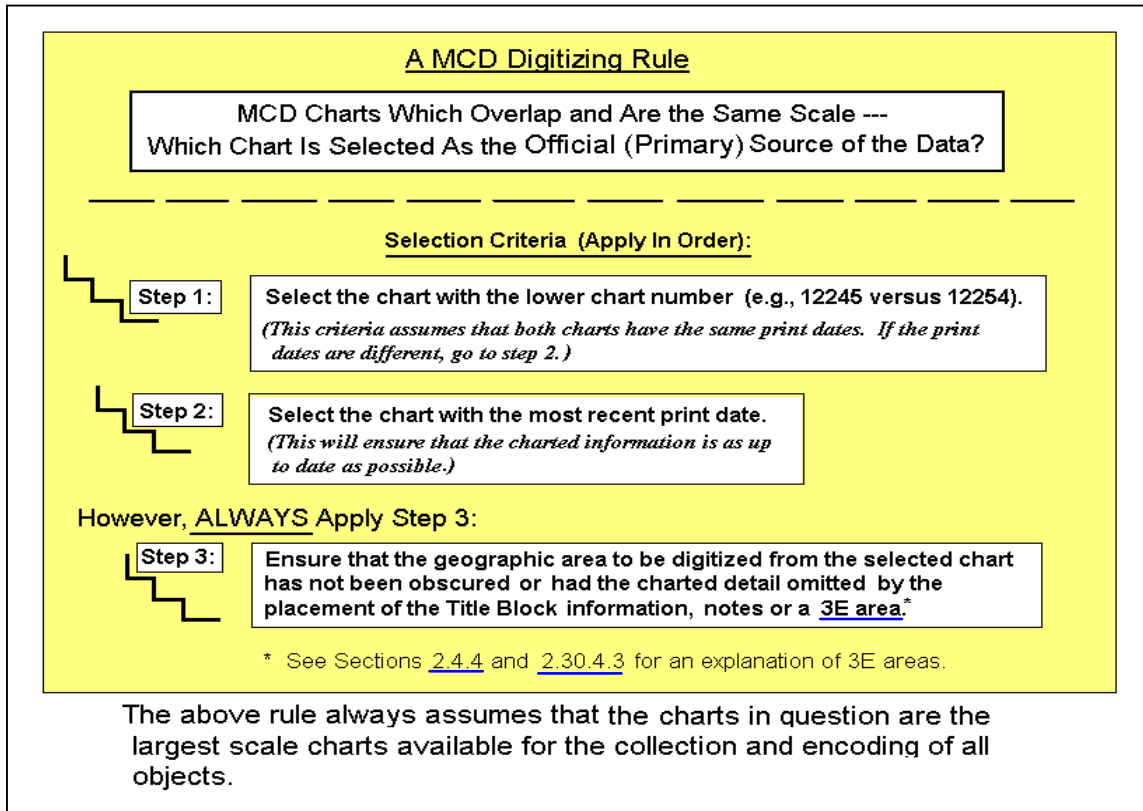 A MCD Digitizing Rule
MCD Charts Which Overlap and Are the Same Scale ---
Which Chart Is Selected As the Official (Primary) Source of the Data?
Selection Criteria (Apply In Order):
Step 1:
Select the chart with the lower chart number (e.g., 12245 versus 12254).
(This criteria assumes that both charts have the same print dates. If the print
dates are different, go to step 2.)
Step 2:
Select the chart with the most recent print date.
(This will ensure that the charted information is as up
to date as possible.)
However, ALWAYS Apply Step 3:
Step 3:
Ensure that the geographic area to be digitized from the selected chart
has not been obscured or had the charted detail omitted by the
placement of the Title Block information, notes or a 3E area.*
* See Sections 2.4.4 and 2.30.4.3 for an explanation of 3E areas.
The above rule always assumes that the charts in question are the
largest scale charts available for the collection and encoding of all
objects.